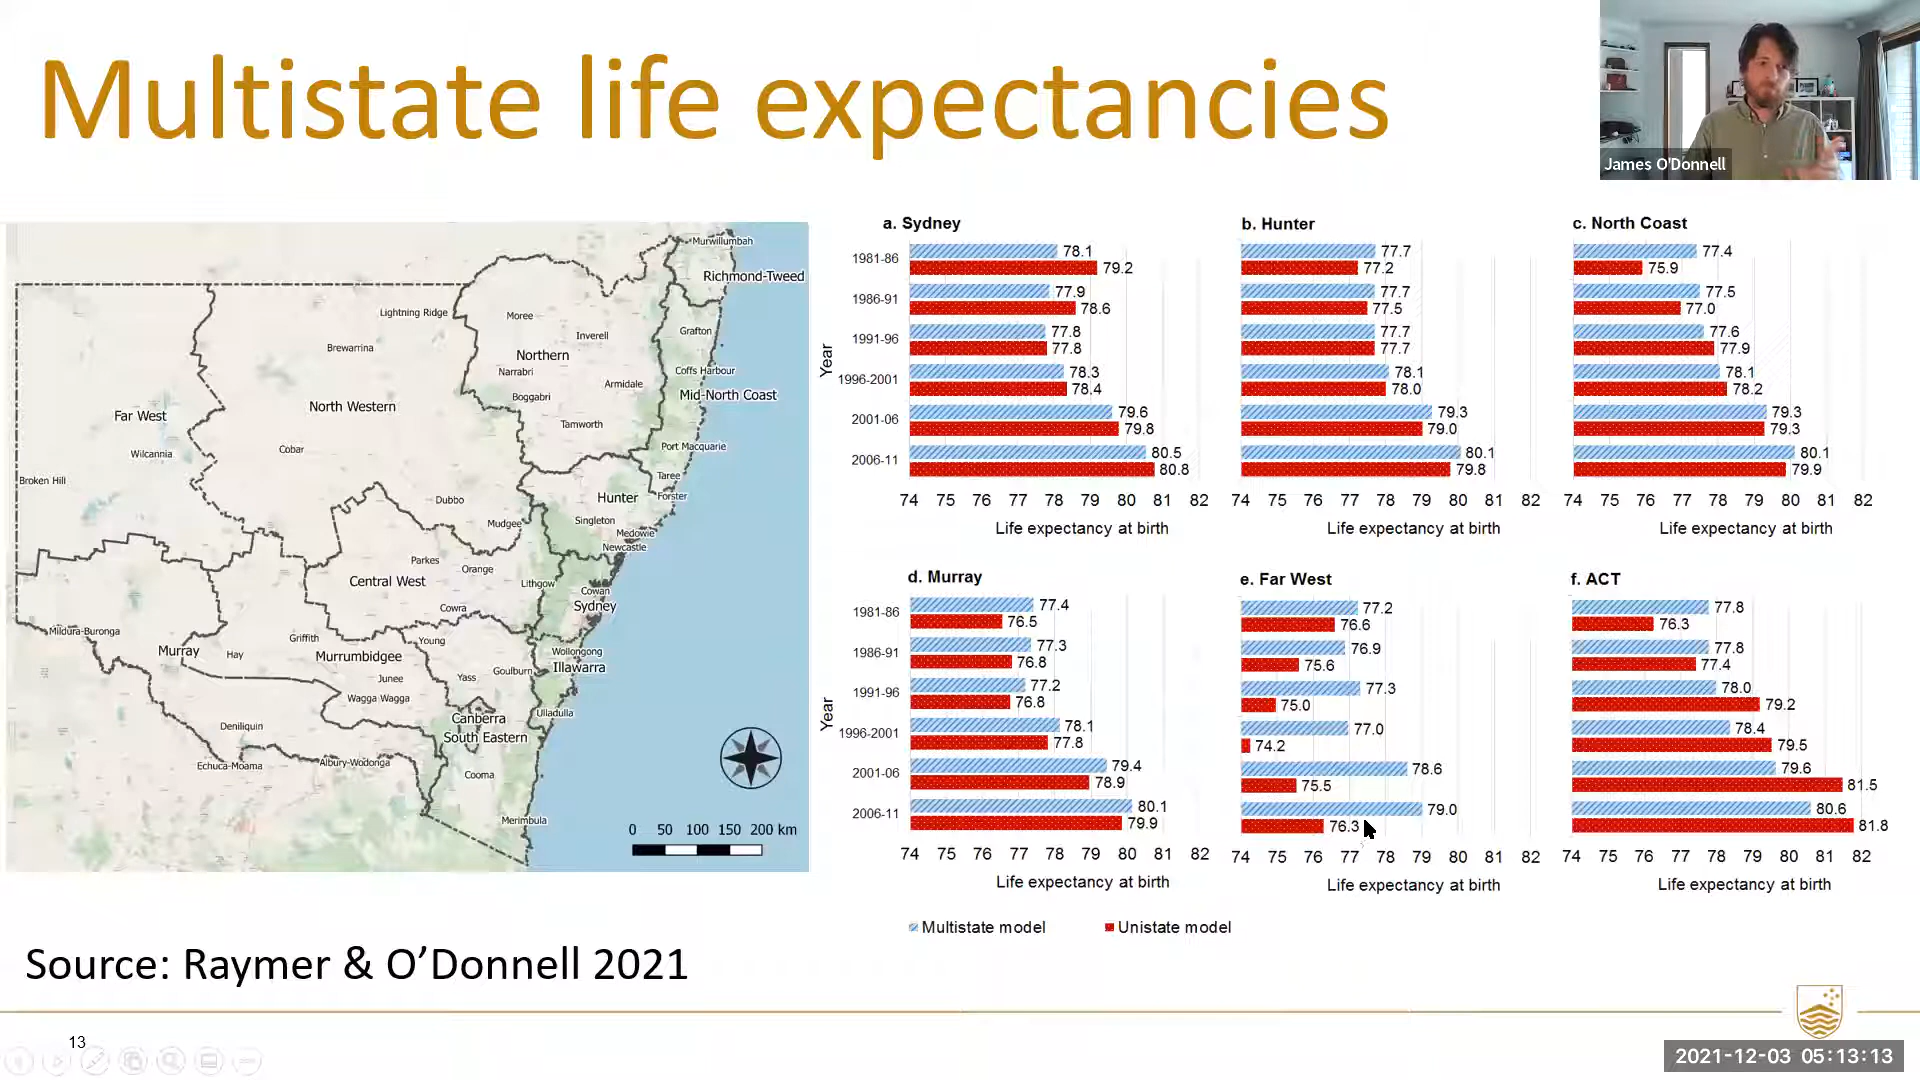 Multistate life expectancies
James O'Donnell
Murwillumbah
Richmond-Tweed
Lightning Ridge
Moree
Inverell
Grafton
Brewarrina
Northern
Narrabri
Coffs Harbour
Armidale
Mid-North Coast
Boggabri
Far West
North Western
Tamworth
Wilcannia
Cobar
Port Macquarie
Broken Hill
Taree
Forster
Dubbo
Hunter
Mudgee
Singleton
Medowie
Newcastle
Parkes
Orange
Central West
Lithgow
Cowan
Sydney
Cowra
Mildura-Buronga
Griffith
Young
Murray
Hay
Murrumbidgee
Wollongong
Illawarra
Goulburn
Junee
Yass
Wagga Wagga
Ulladulla
Canberra
Deniliquin
South Eastern
Echuca-Moama
Albury-Wodonga
Cooma
Merimbula
0 50 100 150 200 km
a. Sydney
Year
1981-86
78.1
79.2
1986-91
77.9
78.6
1991-96
77.8
77.8
1996-2001
78.3
78.4
2001-06
79.6
79.8
2006-11
80.5
80.8
74 75 76 77 78 79 80 81 82
Life expectancy at birth
b. Hunter
77.7
77.2
77.7
77.5
77.7
77.7
78.1
78.0
79.3
79.0
80.1
79.8
74 75 76 77 78 79 80 81 82
Life expectancy at birth
c. North Coast
77.4
75.9
77.5
77.0
77.6
77.9
78.1
78.2
79.3
79.3
80.1
79.9
74 75 76 77 78 79 80 81 82
Life expectancy at birth
d. Murray
Year
1981-86
77.4
76.5
1986-91
77.3
76.8
1991-96
77.2
76.8
1996-2001
78.1
77.8
2001-06
79.4
78.9
2006-11
80.1
79.9
74 75 76 77 78 79 80 81 82
Life expectancy at birth
e. Far West
77.2
76.6
76.9
75.6
77.3
75.0
77.0
74.2
78.6
75.5
79.0
76.3
74 75 76 77 78 79 80 81 82
Life expectancy at birth
f. ACT
77.8
76.3
77.8
77.4
78.0
79.2
78.4
79.5
79.6
81.5
80.6
81.8
74 75 76 77 78 79 80 81 82
Life expectancy at birth
Multistate model
Unistate model
Source: Raymer & O’Donnell 2021
13
2021-12-03 05:13:13